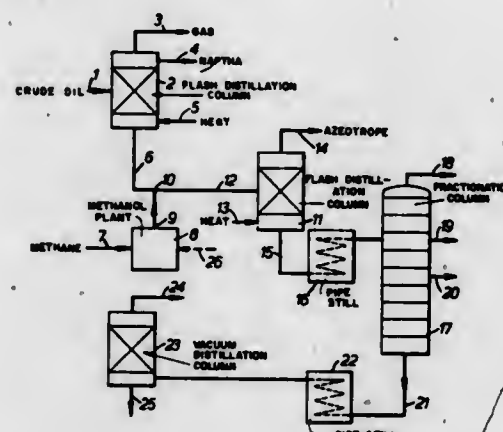 3 GAS
4 NAPTHA
1 2 FLASH DISTILLATION
CRUDE OIL COLUMN
5 HEAT
14 AZEOTROPE
6 10 12
18
FRACTIONATION
COLUMN
FLASH DISTILL-
ATION
COLUMN
METHANOL
PLANT
9
13
HEAT
11
19
METHANE 7 8
26
15
16
PIPE
STILL
20
17
24
23
VACUUM
DISTILLATION
COLUMN
22
25
21